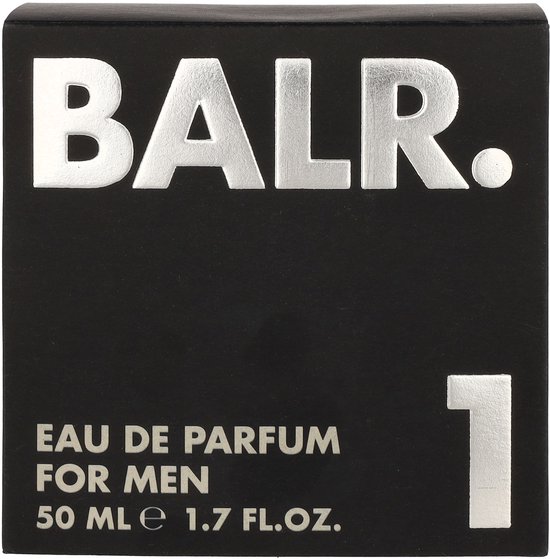 BALR.
EAU DE PARFUM
FOR MEN
50 ML ℮ 1.7 FL.OZ.
1